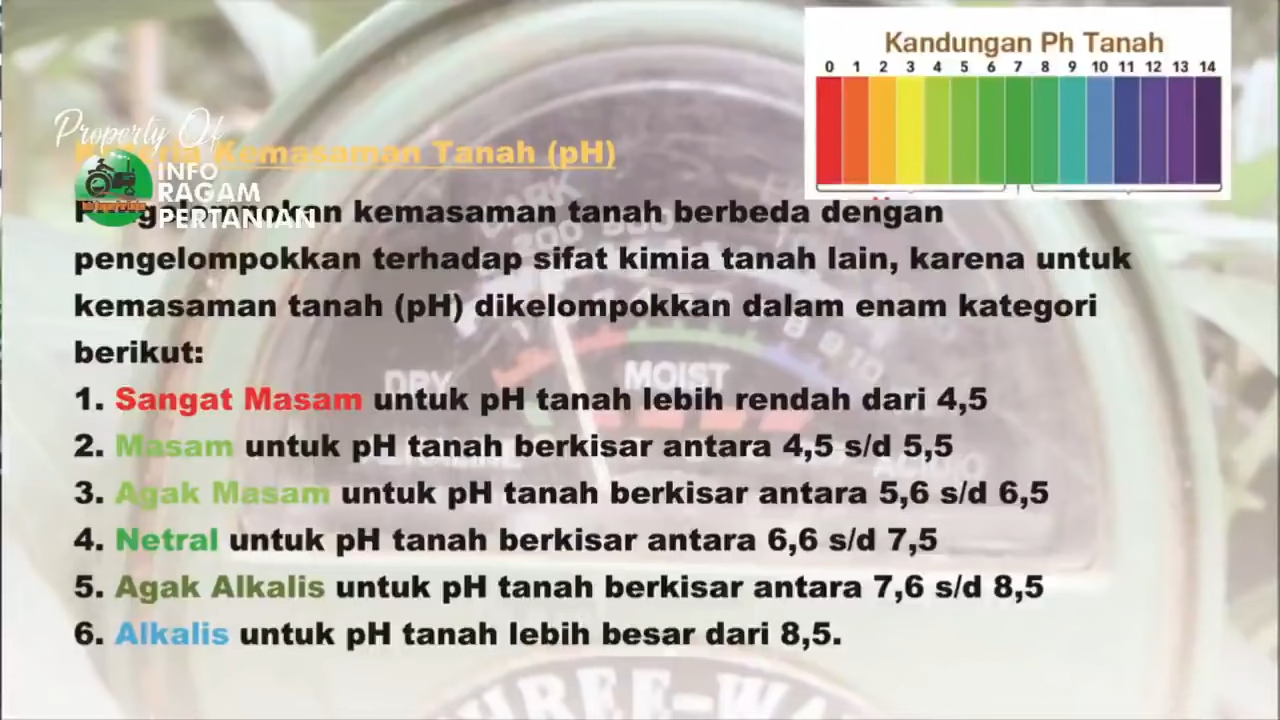 Kandungan Ph Tanah
0 1 2 3 4 5 6 7 8 9 10 11 12 13 14
Property Of
Kemasaman Tanah (pH)
INFO
RAGAM
PERTANIAN
kemasaman tanah berbeda dengan
pengelompokkan terhadap sifat kimia tanah lain, karena untuk
kemasaman tanah (pH) dikelompokkan dalam enam kategori
berikut:
1. Sangat Masam untuk pH tanah lebih rendah dari 4,5
2. Masam untuk pH tanah berkisar antara 4,5 s/d 5,5
3. Agak Masam untuk pH tanah berkisar antara 5,6 s/d 6,5
4. Netral untuk pH tanah berkisar antara 6,6 s/d 7,5
5. Agak Alkalis untuk pH tanah berkisar antara 7,6 s/d 8,5
6. Alkalis untuk pH tanah lebih besar dari 8,5.
DRY
MOIST